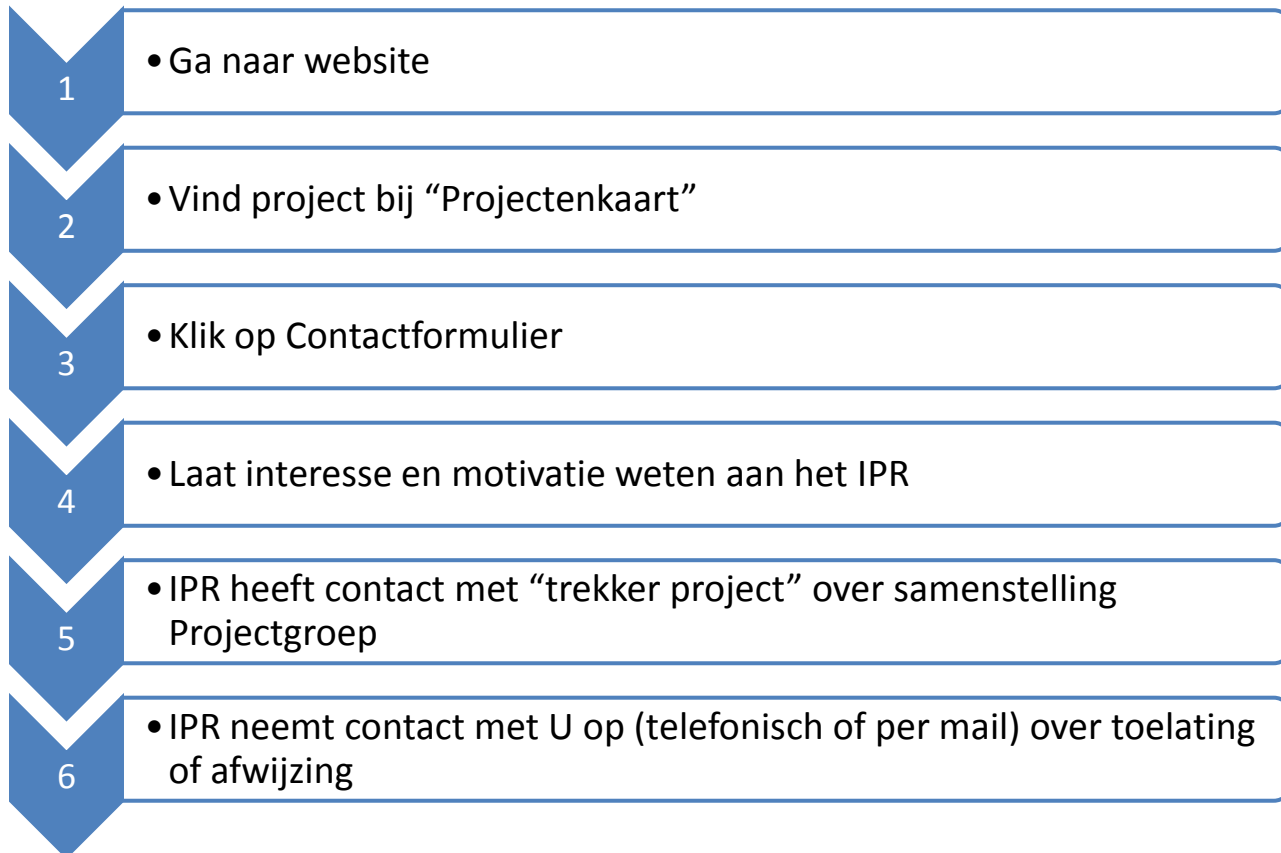 1
•Ga naar website
2
•Vind project bij “Projectenkaart”
3
•Klik op Contactformulier
4
•Laat interesse en motivatie weten aan het IPR
5
•IPR heeft contact met “trekker project” over samenstelling
Projectgroep
6
•IPR neemt contact met U op (telefonisch of per mail) over toelating
of afwijzing